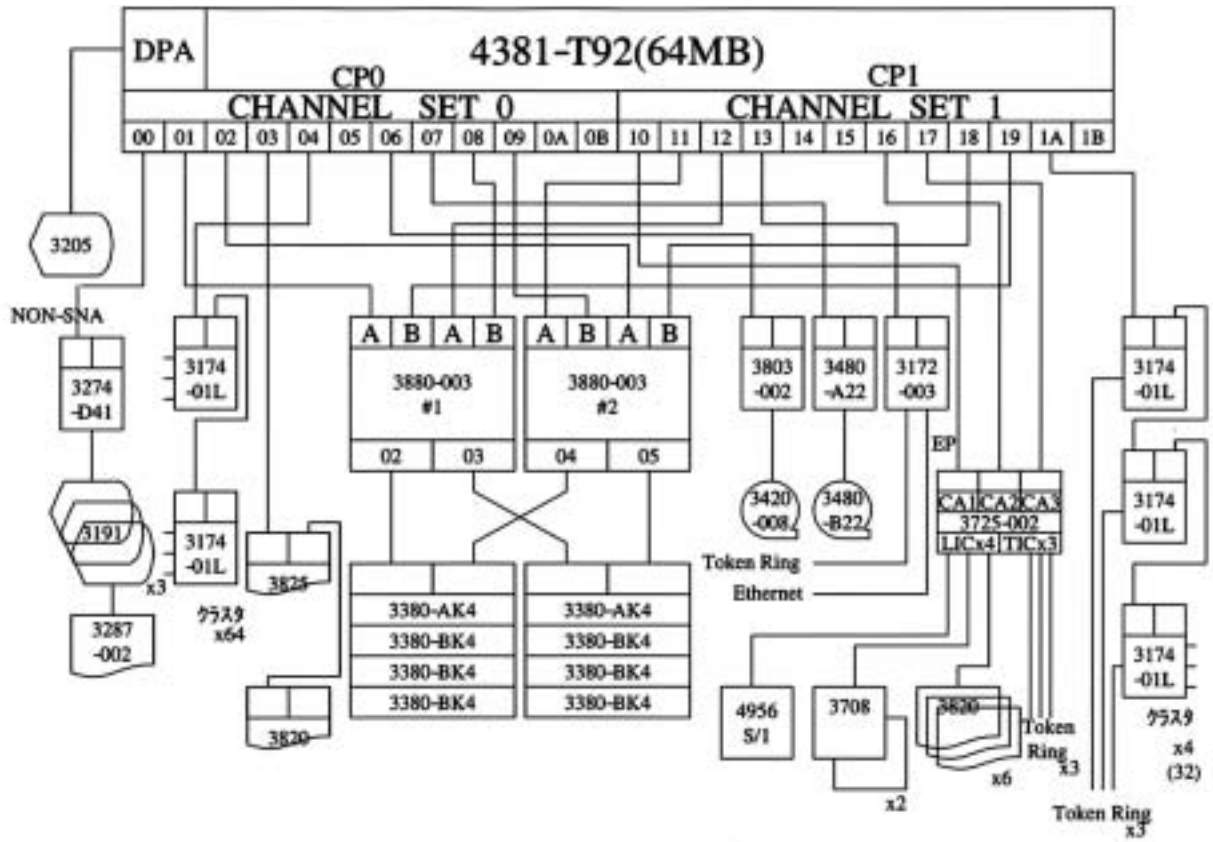 DPA
4381-T92(64MB)
CP0
CP1
CHANNEL SET 0
CHANNEL SET 1
00 01 02 03 04 05 06 07 08 09 0A 0B 10 11 12 13 14 15 16 17 18 19 1A 1B
3205
NON-SNA
3274
-D41
3191
x3
3287
-002
3174
-01L
3174
-01L
クラスタ
x64
3825
3820
A B A B
3880-003
#1
02 03
A B A B
3880-003
#2
04 05
3380-AK4
3380-BK4
3380-BK4
3380-BK4
3380-AK4
3380-BK4
3380-BK4
3380-BK4
3803
-002
3480
-A22
3172
-003
3420
-008
3480
-B22
Token Ring
Ethernet
EP
CA1 CA2 CA3
3725-002
LICx4 TICx3
4956
S/1
3708
x2
3820
x6
Token
Ring
x3
3174
-01L
3174
-01L
3174
-01L
クラスタ
x4
(32)
Token Ring
x3